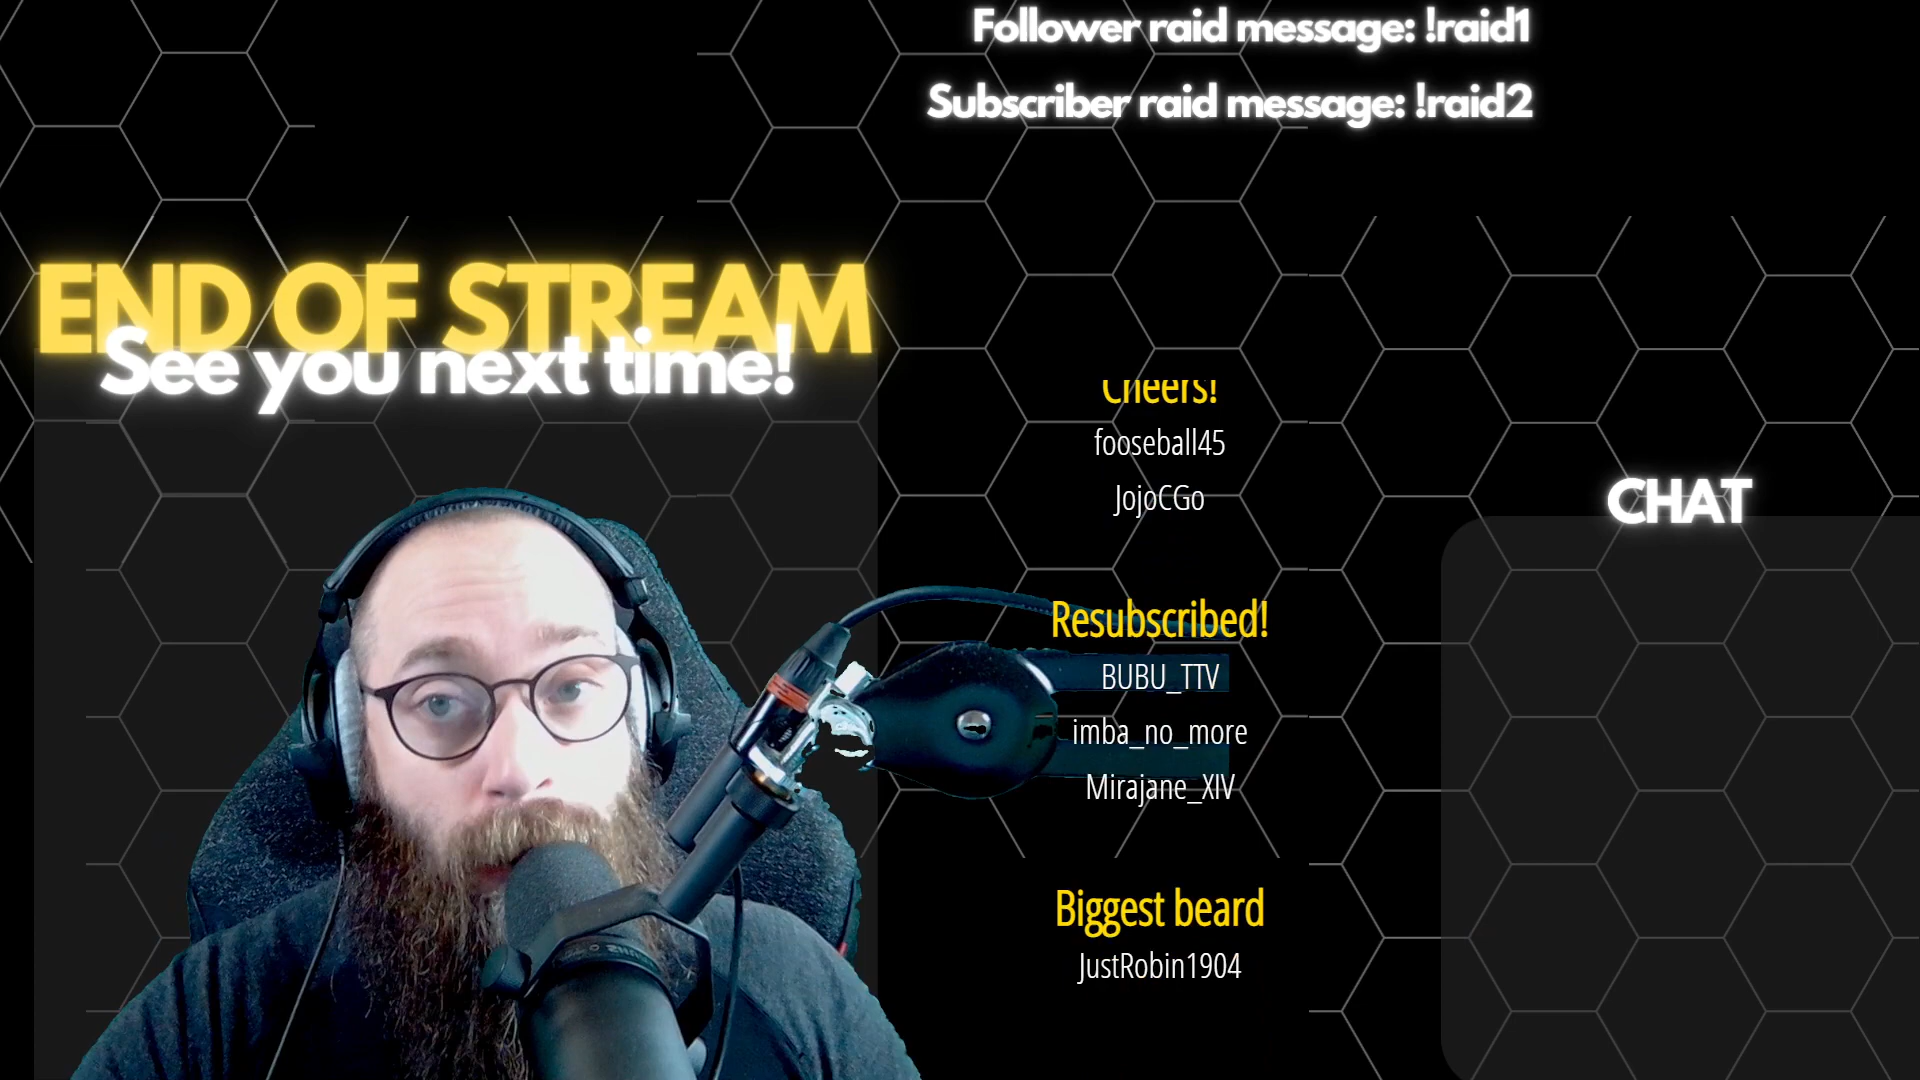 Follower raid message: !raid1
Subscriber raid message: !raid2
END OF STREAM
See you next time!
Cheers!
fooseball45
JojoCGo
Resubscribed!
BUBU_TTV
imba_no_more
Mirajane_XIV
Biggest beard
JustRobin1904
CHAT